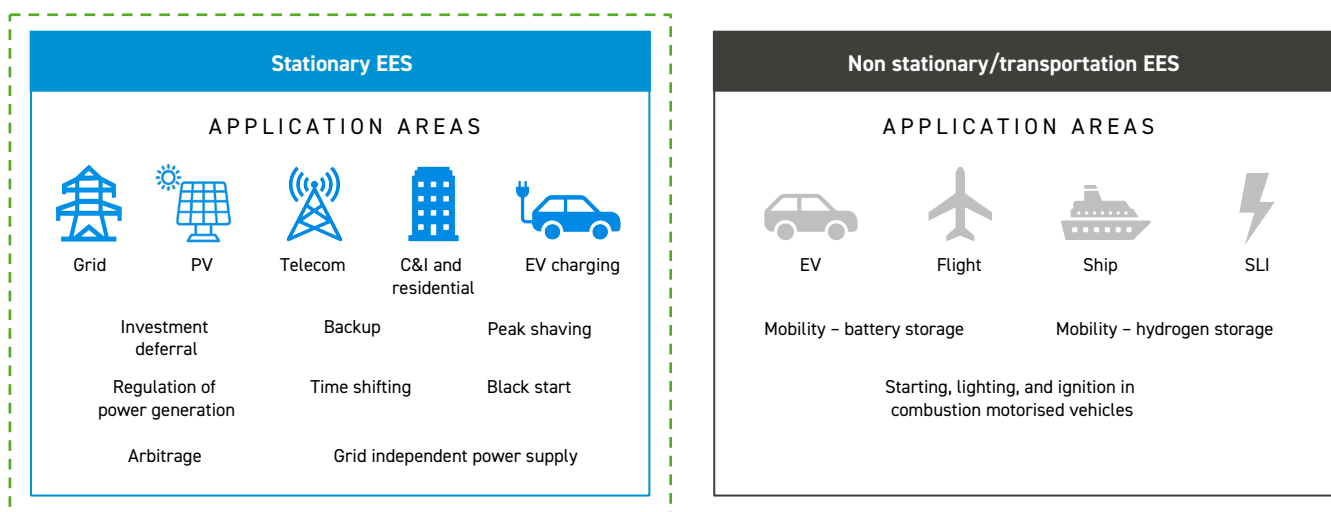 Stationary EES
APPLICATION AREAS
Grid
PV
Telecom
C&I and
residential
EV charging
Investment
deferral
Backup
Peak shaving
Regulation of
power generation
Time shifting
Black start
Arbitrage
Grid independent power supply
Non stationary/transportation EES
APPLICATION AREAS
EV
Flight
Ship
SLI
Mobility – battery storage
Mobility – hydrogen storage
Starting, lighting, and ignition in
combustion motorised vehicles